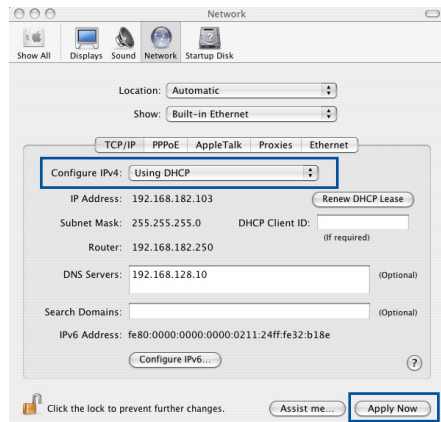 Network
Show All Displays Sound Network Startup Disk
Location: Automatic
Show: Built-in Ethernet
TCP/IP PPPoE AppleTalk Proxies Ethernet
Configure IPv4: Using DHCP
IP Address: 192.168.182.103 Renew DHCP Lease
Subnet Mask: 255.255.255.0 DHCP Client ID:
(If required)
Router: 192.168.182.250
DNS Servers: 192.168.128.10 (Optional)
Search Domains: (Optional)
IPv6 Address: fe80:0000:0000:0000:0211:24ff:fe32:b18e
Configure IPv6... ?
Click the lock to prevent further changes. Assist me... Apply Now